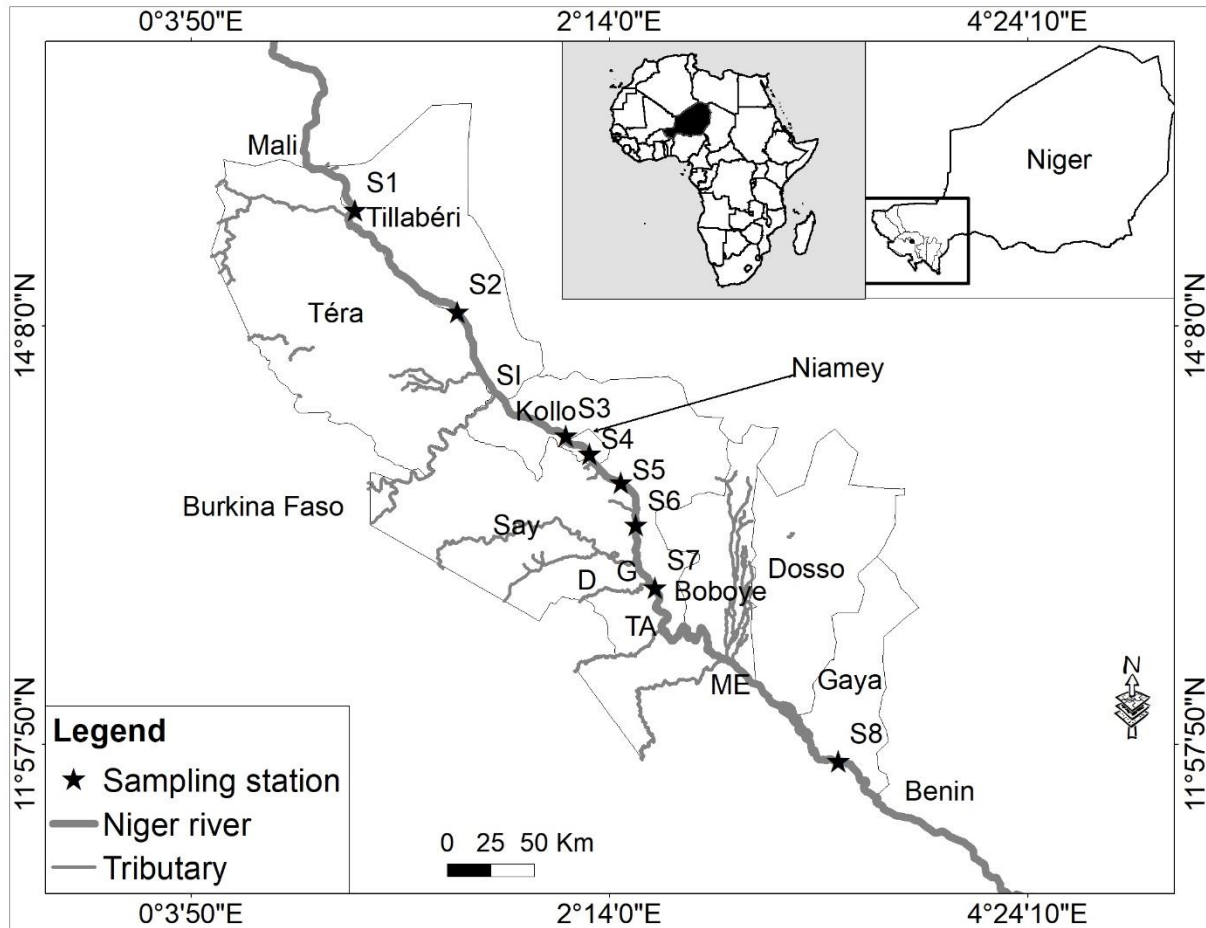 0°3'50"E
2°14'0"E
4°24'10"E
14°8'0"N
14°8'0"N
11°57'50"N
11°57'50"N
Mali
S1
Tillabéri
Niger
S2
Téra
SI
Niamey
Kollo
S3
S4
S5
S6
Burkina Faso
Say
S7
D
G
Boboye
Dosso
TA
ME
Gaya
N
S8
Benin
Legend
Sampling station
Niger river
Tributary
0 25 50 Km
0°3'50"E
2°14'0"E
4°24'10"E